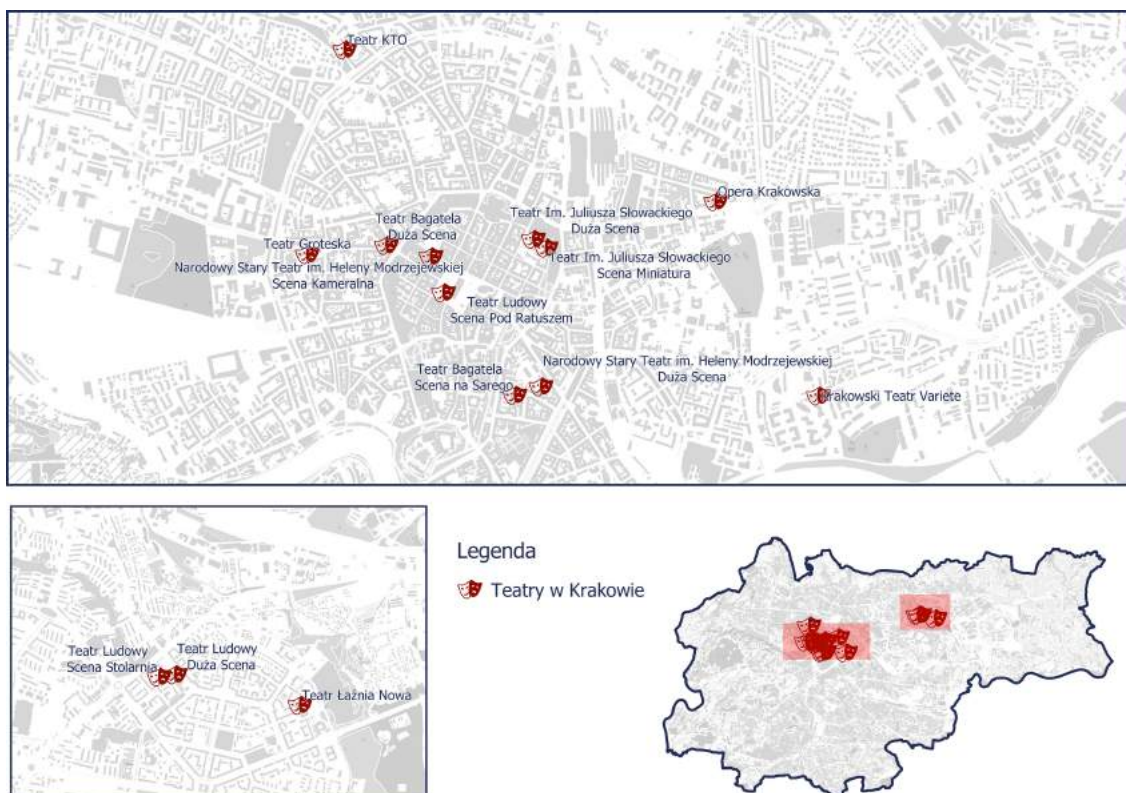 Teatr KTO
Opera Krakowska
Teatr Im. Juliusza Słowackiego
Duża Scena
Teatr Bagatela
Duża Scena
Teatr Groteska
Teatr Im. Juliusza Słowackiego
Scena Miniatura
Narodowy Stary Teatr im. Heleny Modrzejewskiej
Scena Kameralna
Teatr Ludowy
Scena Pod Ratuszem
Narodowy Stary Teatr im. Heleny Modrzejewskiej
Duża Scena
Teatr Bagatela
Scena na Sarego
Krakowski Teatr Variete
Legenda
Teatry w Krakowie
Teatr Ludowy
Scena Stolarnia
Teatr Ludowy
Duża Scena
Teatr Łaźnia Nowa